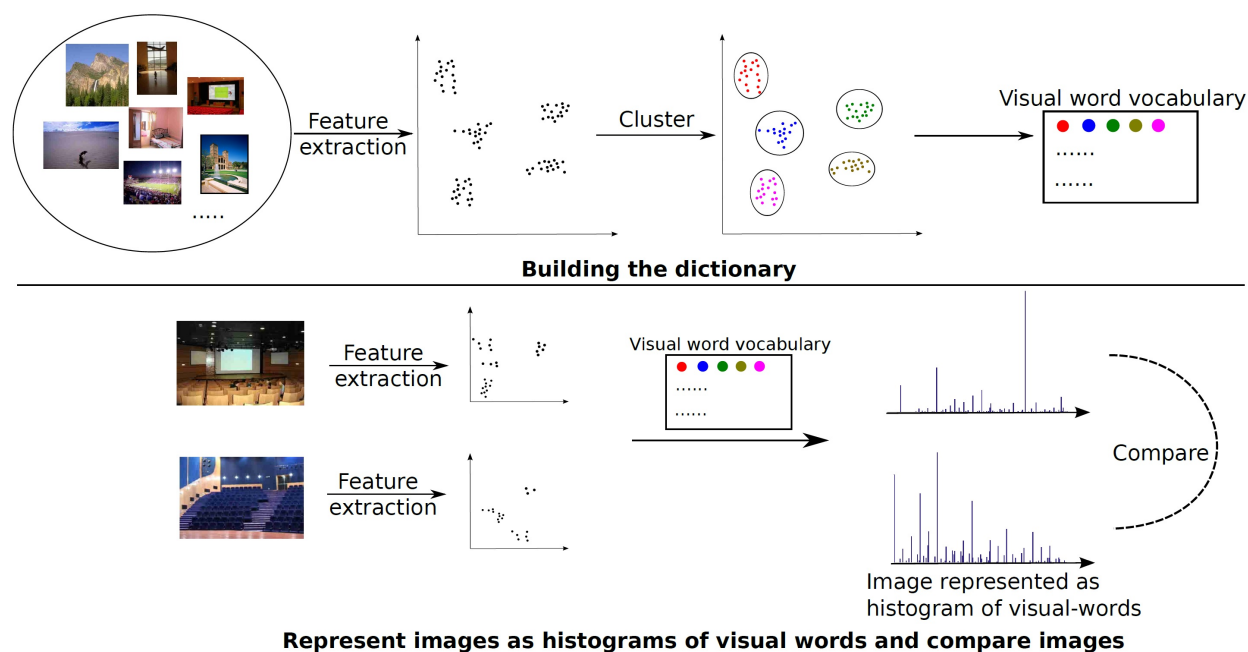 Feature
extraction
Cluster
Visual word vocabulary
.....
......
......
Building the dictionary
Feature
extraction
Visual word vocabulary
......
......
Compare
Feature
extraction
Image represented as
histogram of visual-words
Represent images as histograms of visual words and compare images